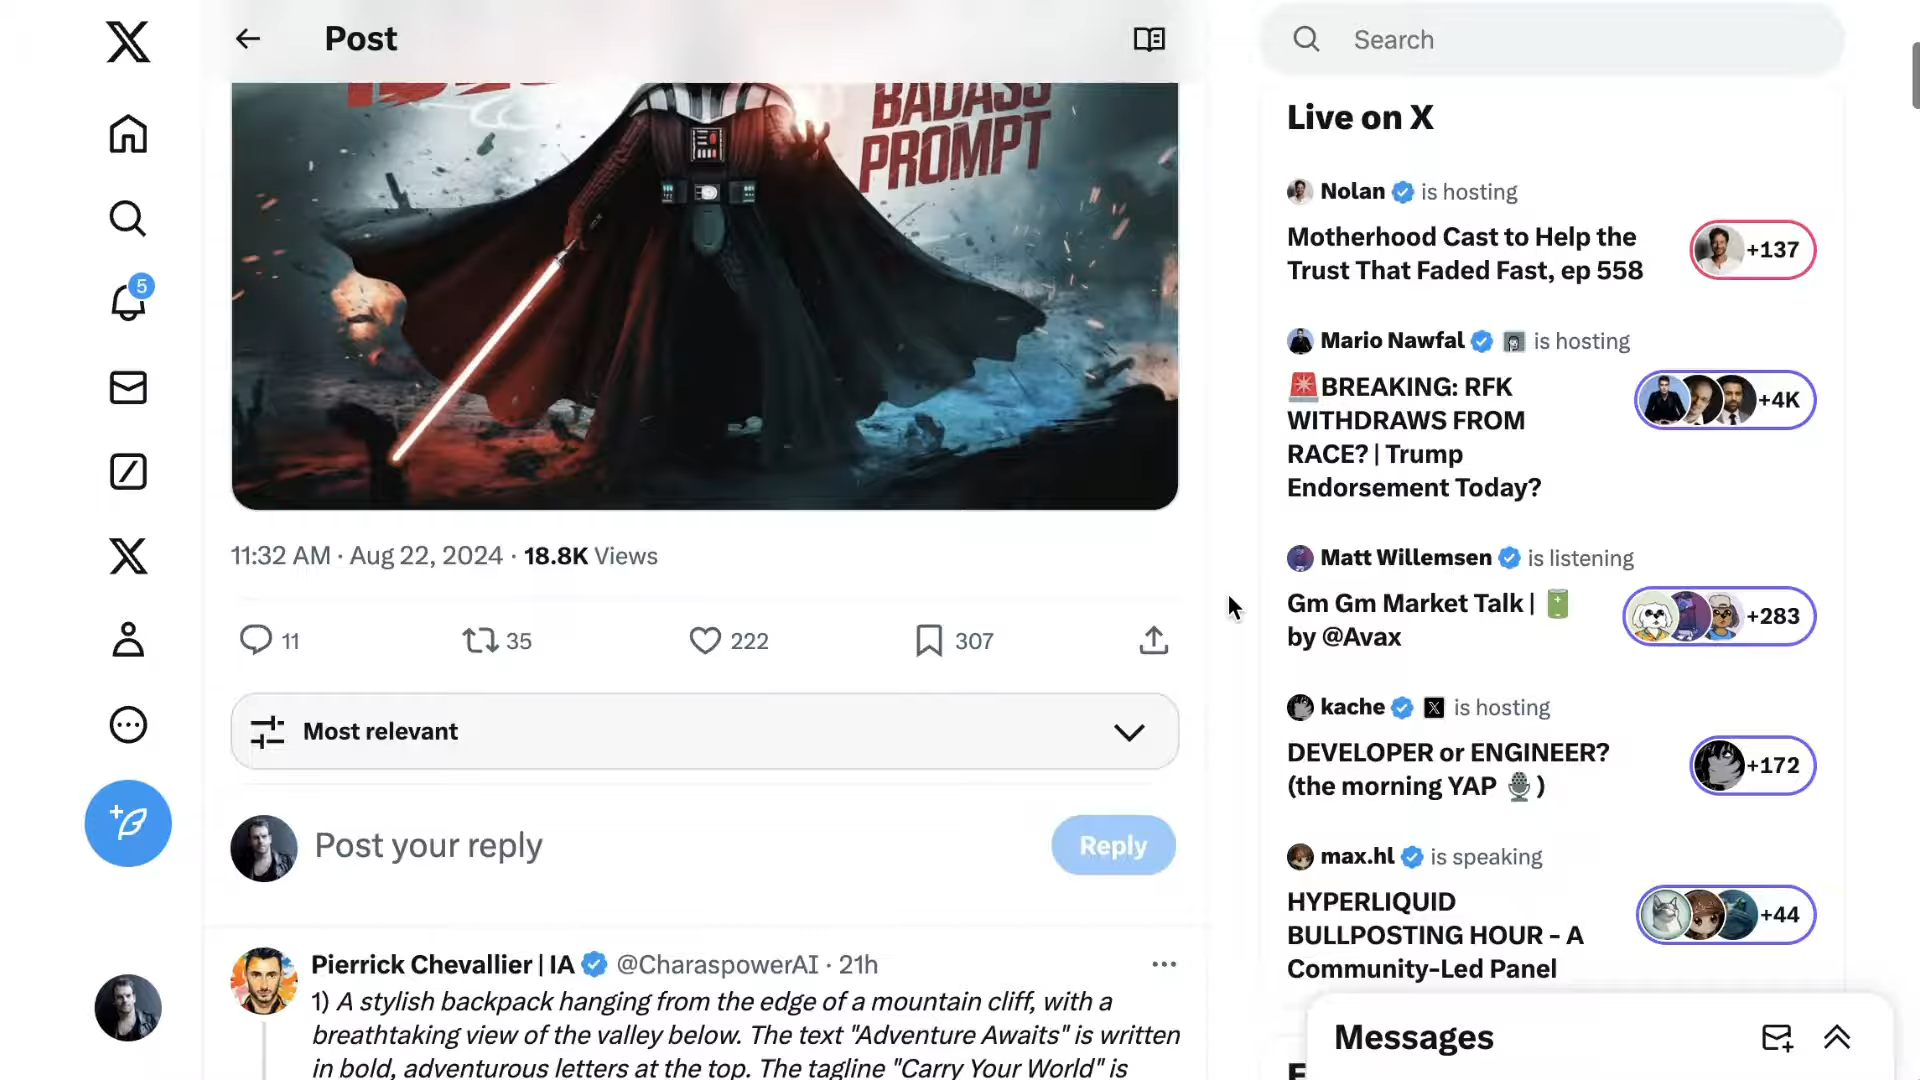 Post
BADASS
PROMPT
11:32 AM · Aug 22, 2024 · 18.8K Views
11
35
222
307
Most relevant
Post your reply
Reply
Pierrick Chevallier | IA @CharaspowerAI · 21h
1) A stylish backpack hanging from the edge of a mountain cliff, with a
breathtaking view of the valley below. The text "Adventure Awaits" is written
in bold, adventurous letters at the top. The tagline "Carry Your World" is
5
Search
Live on X
Nolan is hosting
Motherhood Cast to Help the
Trust That Faded Fast, ep 558
+137
Mario Nawfal is hosting
🚨BREAKING: RFK
WITHDRAWS FROM
RACE? | Trump
Endorsement Today?
+4K
Matt Willemsen is listening
Gm Gm Market Talk | 🔋
by @Avax
+283
kache is hosting
DEVELOPER or ENGINEER?
(the morning YAP 🎙️)
+172
max.hl is speaking
HYPERLIQUID
BULLPOSTING HOUR - A
Community-Led Panel
+44
Messages